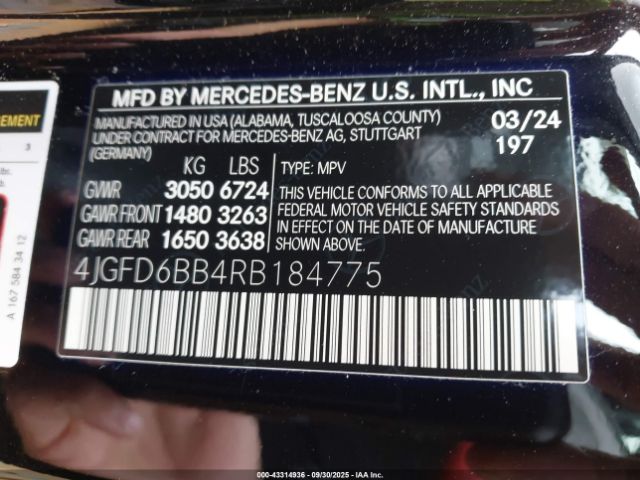 MFD BY MERCEDES-BENZ U.S. INTL., INC
MANUFACTURED IN USA (ALABAMA, TUSCALOOSA COUNTY)
UNDER CONTRACT FOR MERCEDES-BENZ AG, STUTTGART
(GERMANY)
03/24
197
KG LBS
GVWR 3050 6724
GAWR FRONT 1480 3263
GAWR REAR 1650 3638
TYPE: MPV
THIS VEHICLE CONFORMS TO ALL APPLICABLE
FEDERAL MOTOR VEHICLE SAFETY STANDARDS
IN EFFECT ON THE DATE OF MANUFACTURE
SHOWN ABOVE.
4JGFD6BB4RB184775
EMENT
3
lbs.
A 167 584 34 12
000-43314936 - 09/30/2025 - IAA Inc.